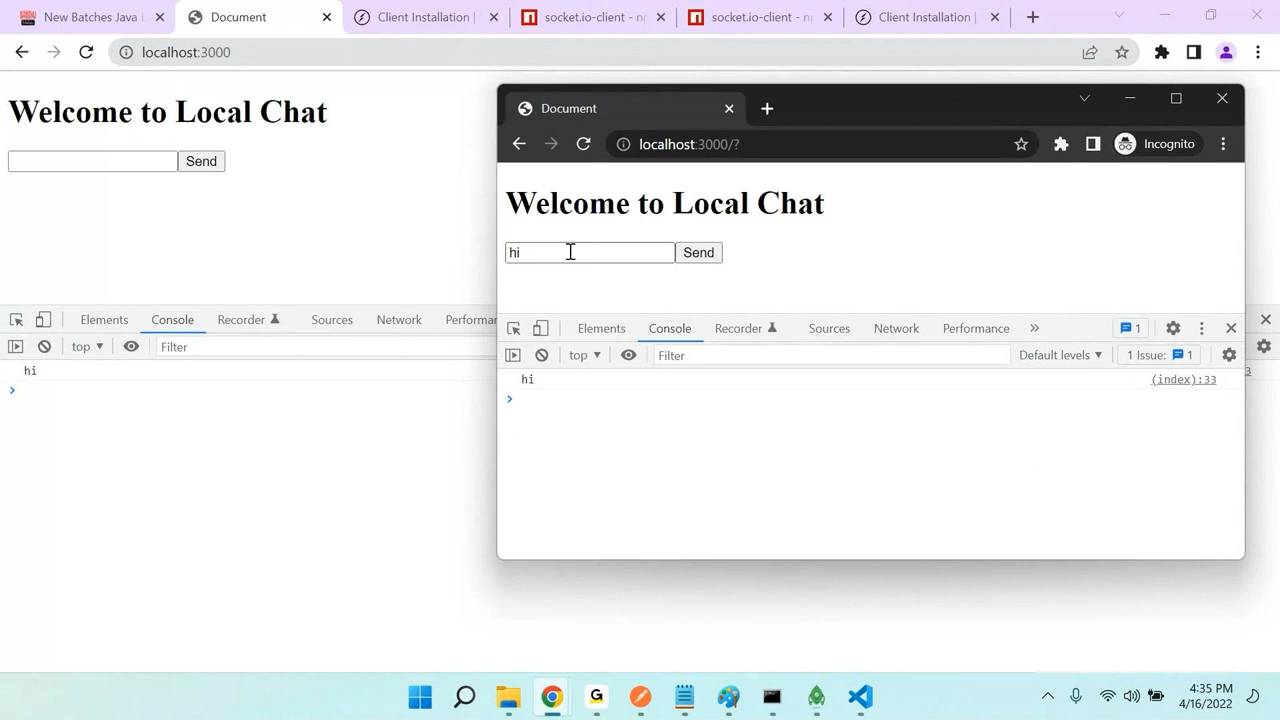 New Batches Java
Document
Client Installation |
socket.io-client - np
socket.io-client - np
Client Installation |
localhost:3000
Welcome to Local Chat
Send
Elements
Console
Recorder
Sources
Network
Performan
top
Filter
hi
3
Document
localhost:3000/?
Incognito
Welcome to Local Chat
hi
Send
Elements
Console
Recorder
Sources
Network
Performance
1
top
Filter
Default levels
1 Issue:
1
hi
(index):33
G
4:35 PM
4/16/2022